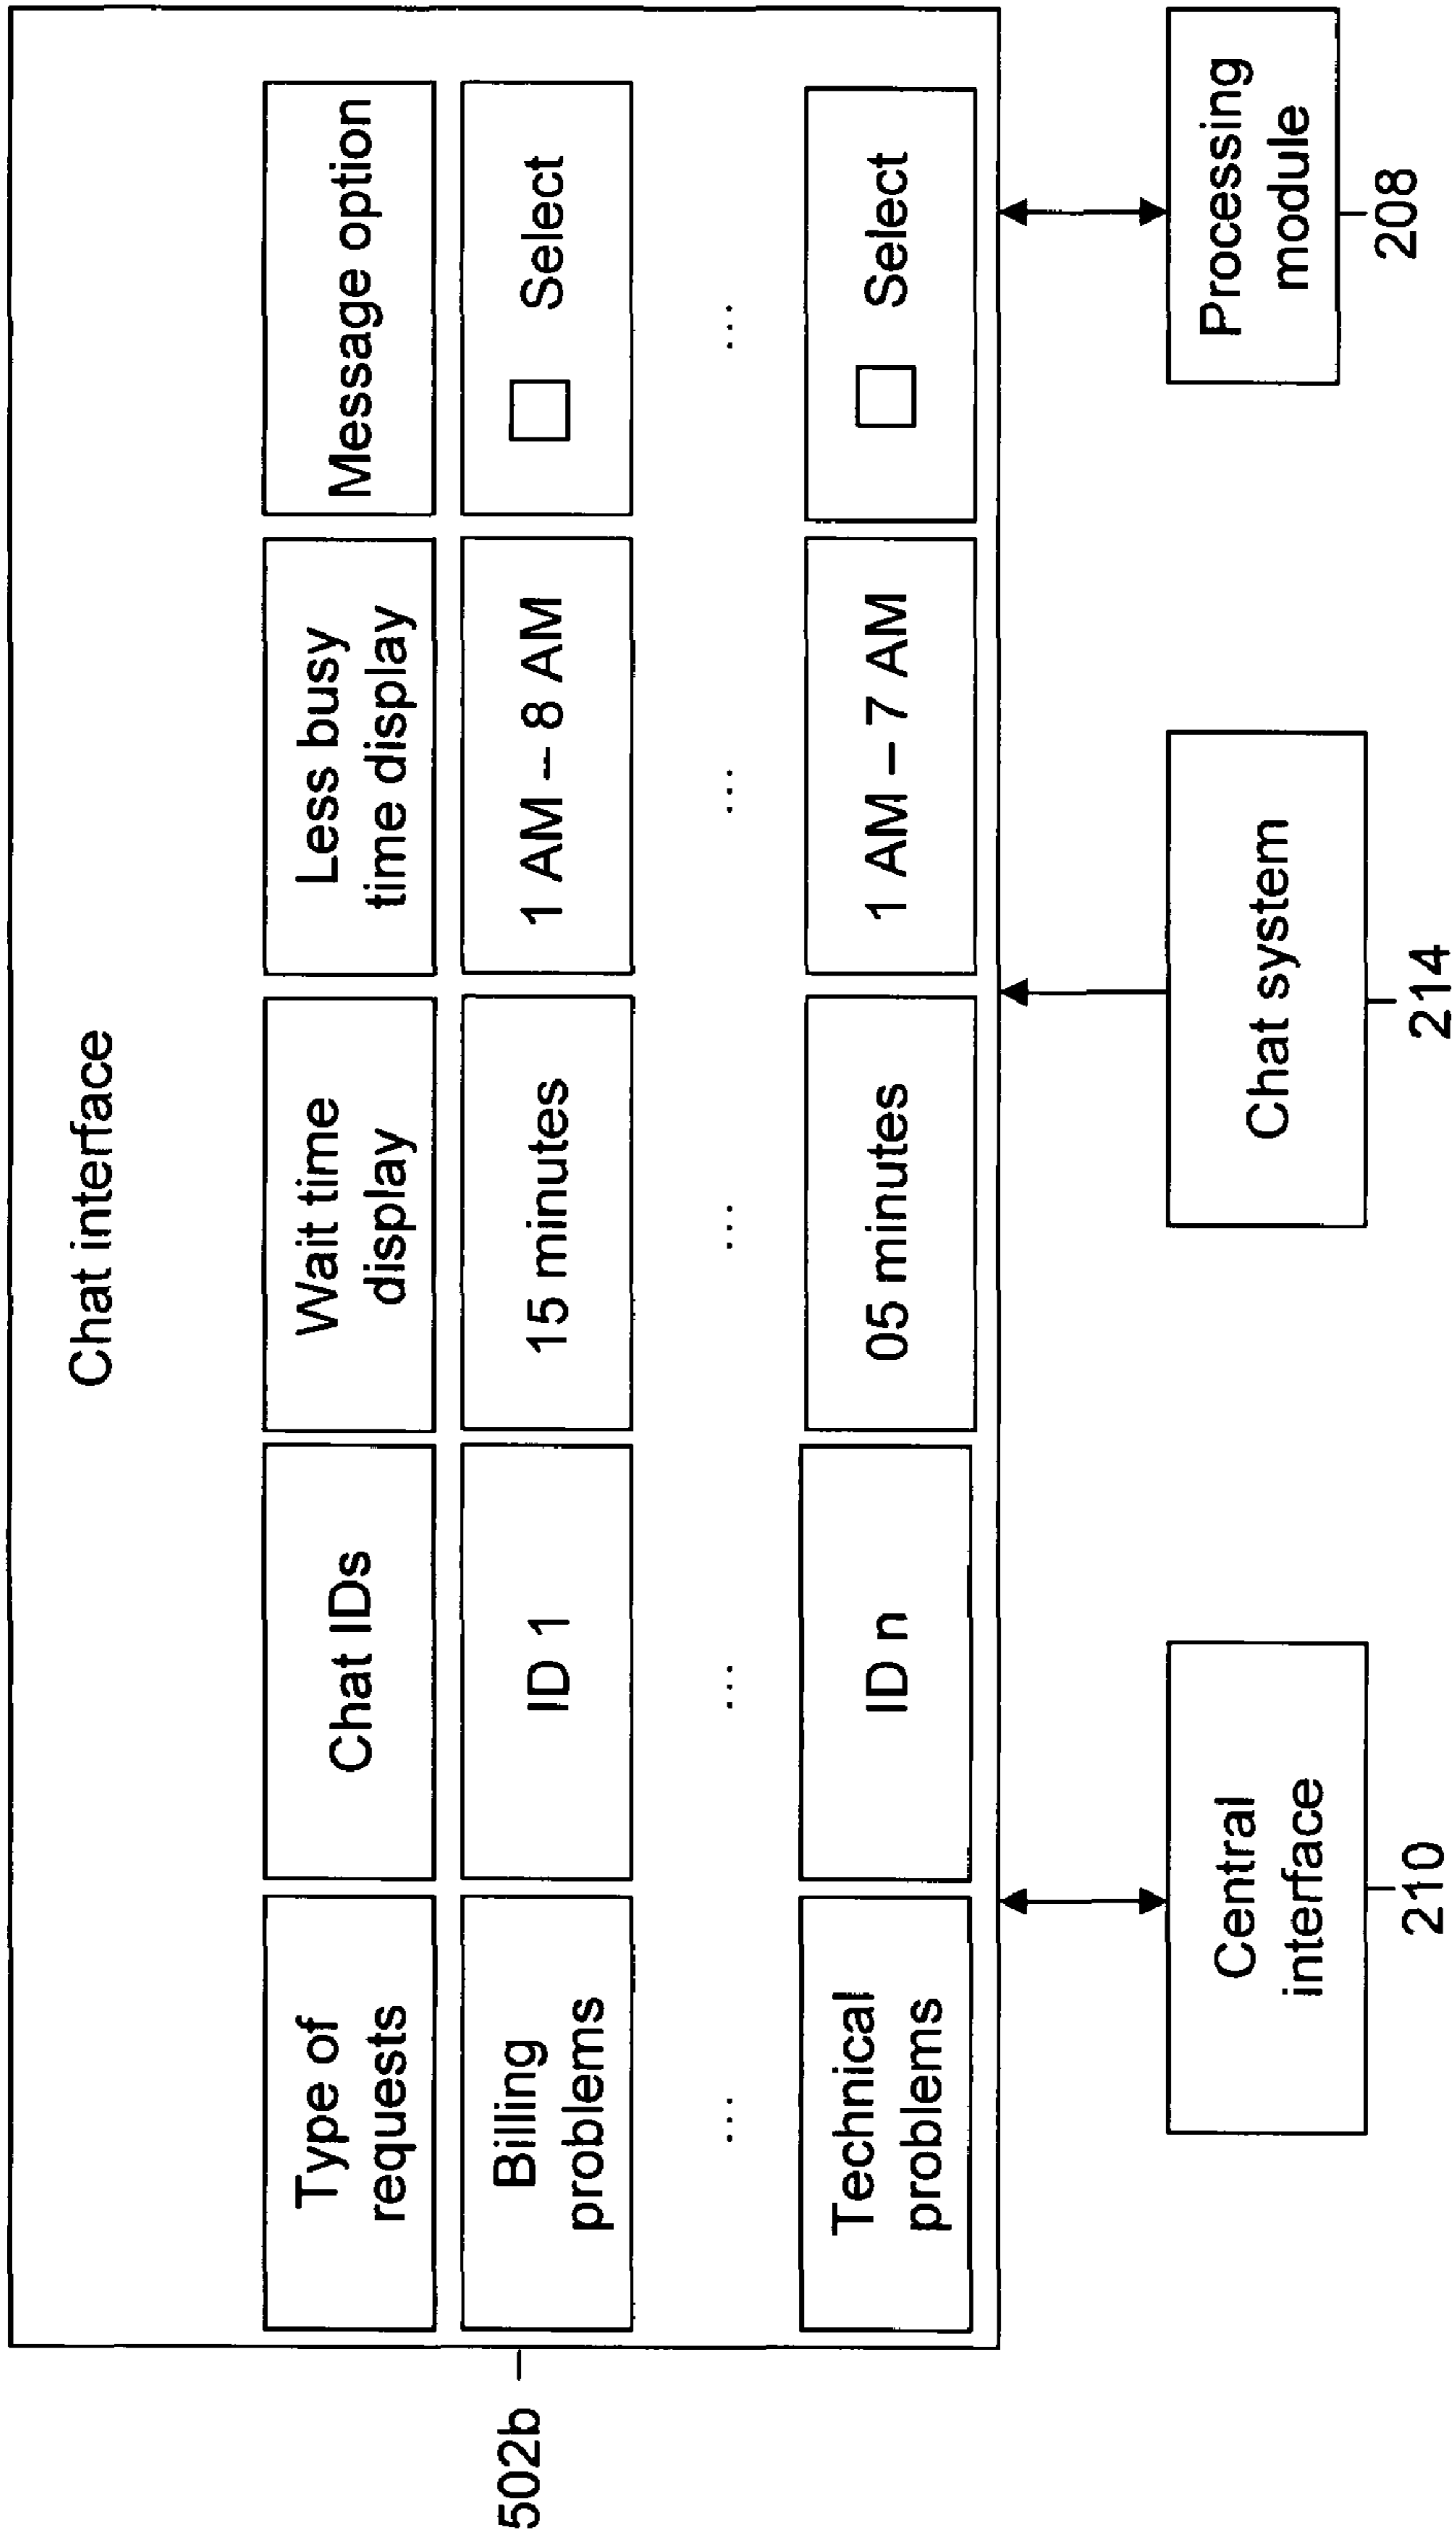 Chat interface
Type of
requests
Chat IDs
Wait time
display
Less busy
time display
Message option
502b
Billing
problems
ID 1
15 minutes
1 AM – 8 AM
Select
... ... ... ... ...
Technical
problems
ID n
05 minutes
1 AM – 7 AM
Select
Central
interface
210
Chat system
214
Processing
module
208